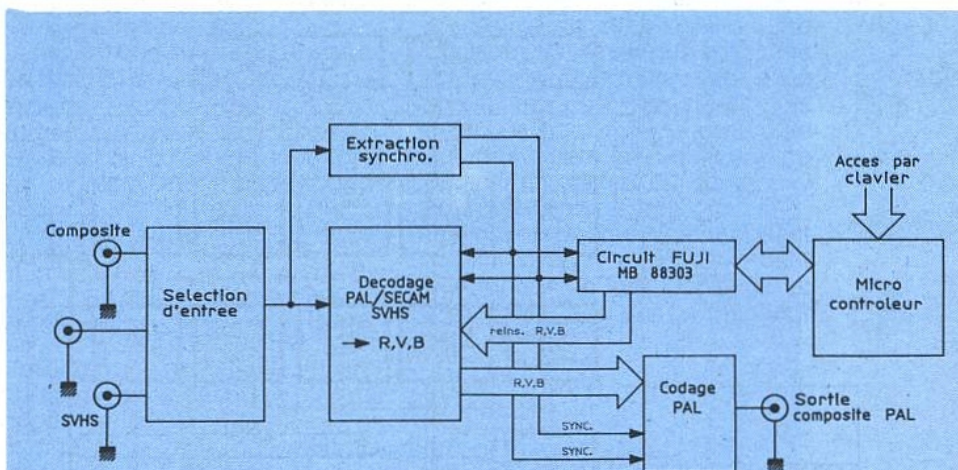 Extraction
synchro.
Acces par
clavier
Composite
Selection
d'entree
Decodage
PAL/SECAM
SVHS
R,V,B
Circuit FUJI
MB 88303
Micro
controleur
reins. R,V,B
R,V,B
SVHS
Codage
PAL
Sortie
composite PAL
SYNC.
SYNC.